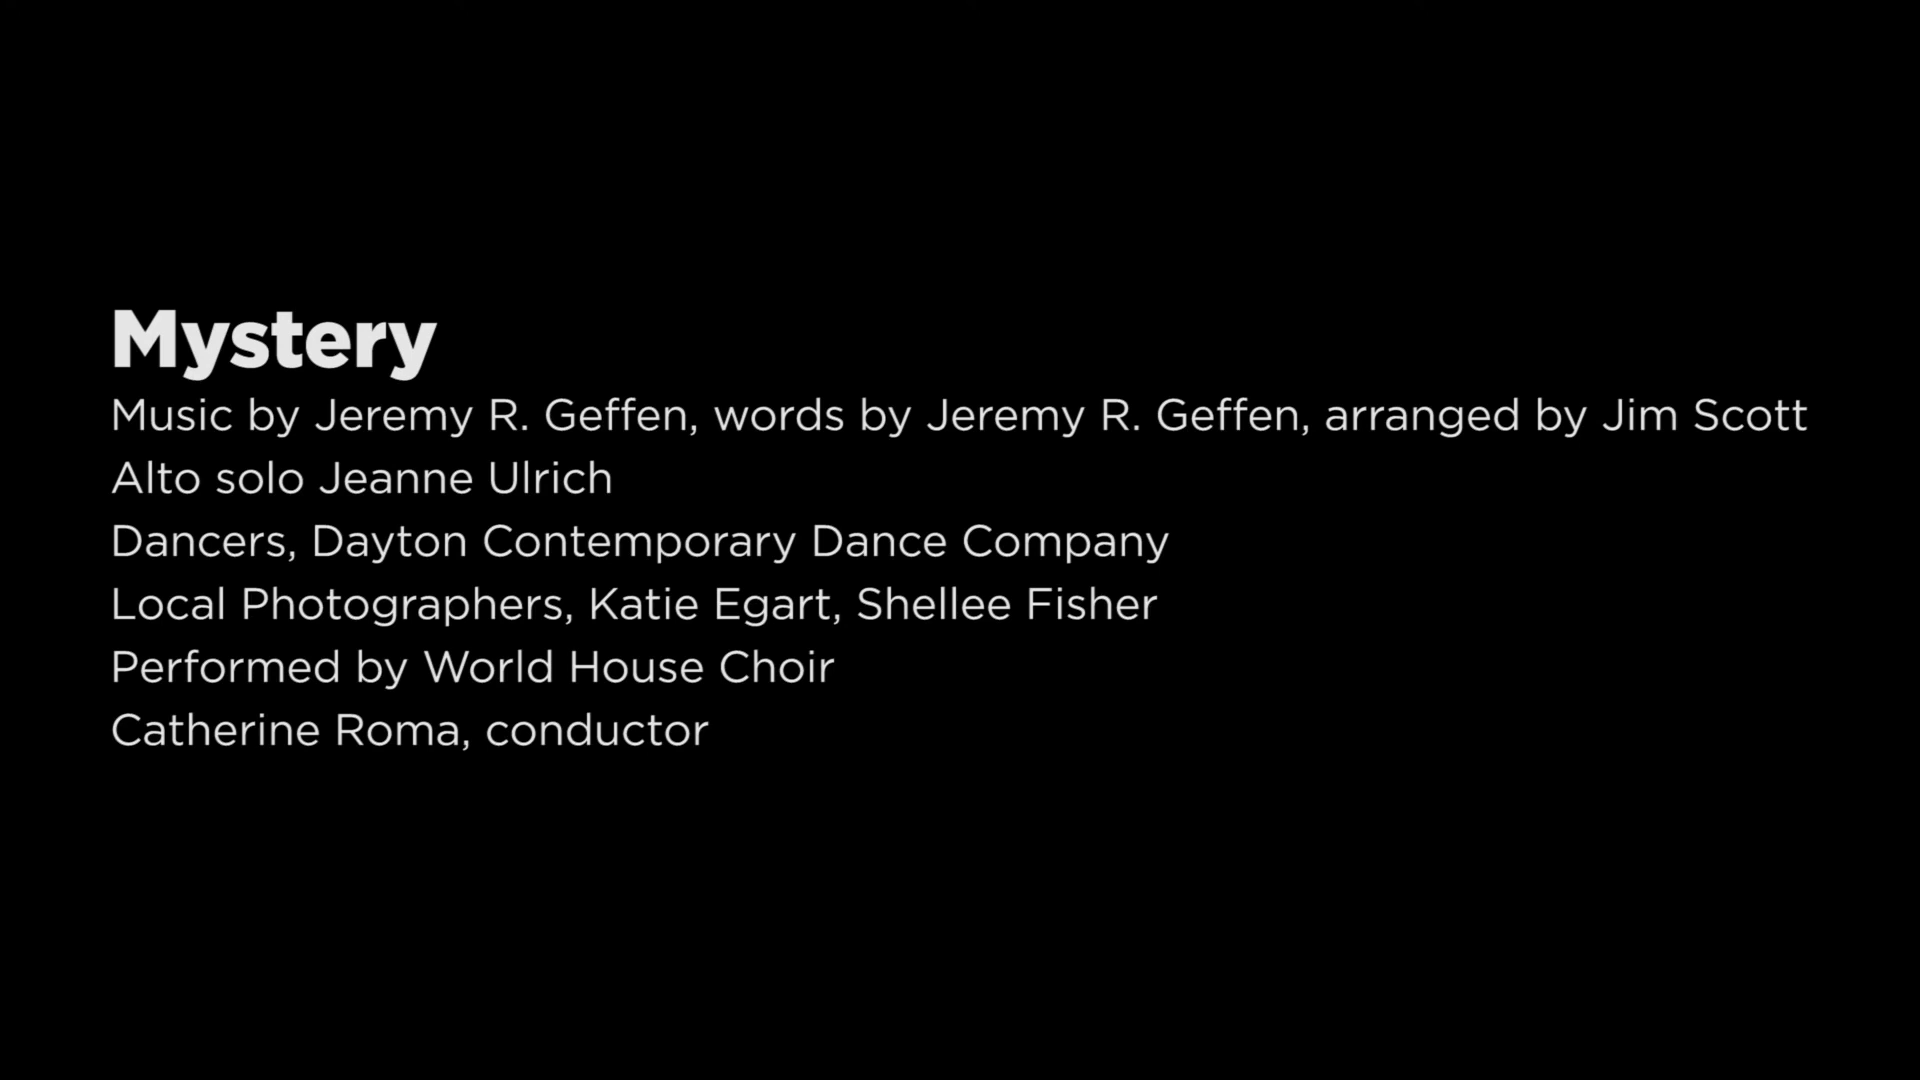 Mystery
Music by Jeremy R. Geffen, words by Jeremy R. Geffen, arranged by Jim Scott
Alto solo Jeanne Ulrich
Dancers, Dayton Contemporary Dance Company
Local Photographers, Katie Egart, Shellee Fisher
Performed by World House Choir
Catherine Roma, conductor